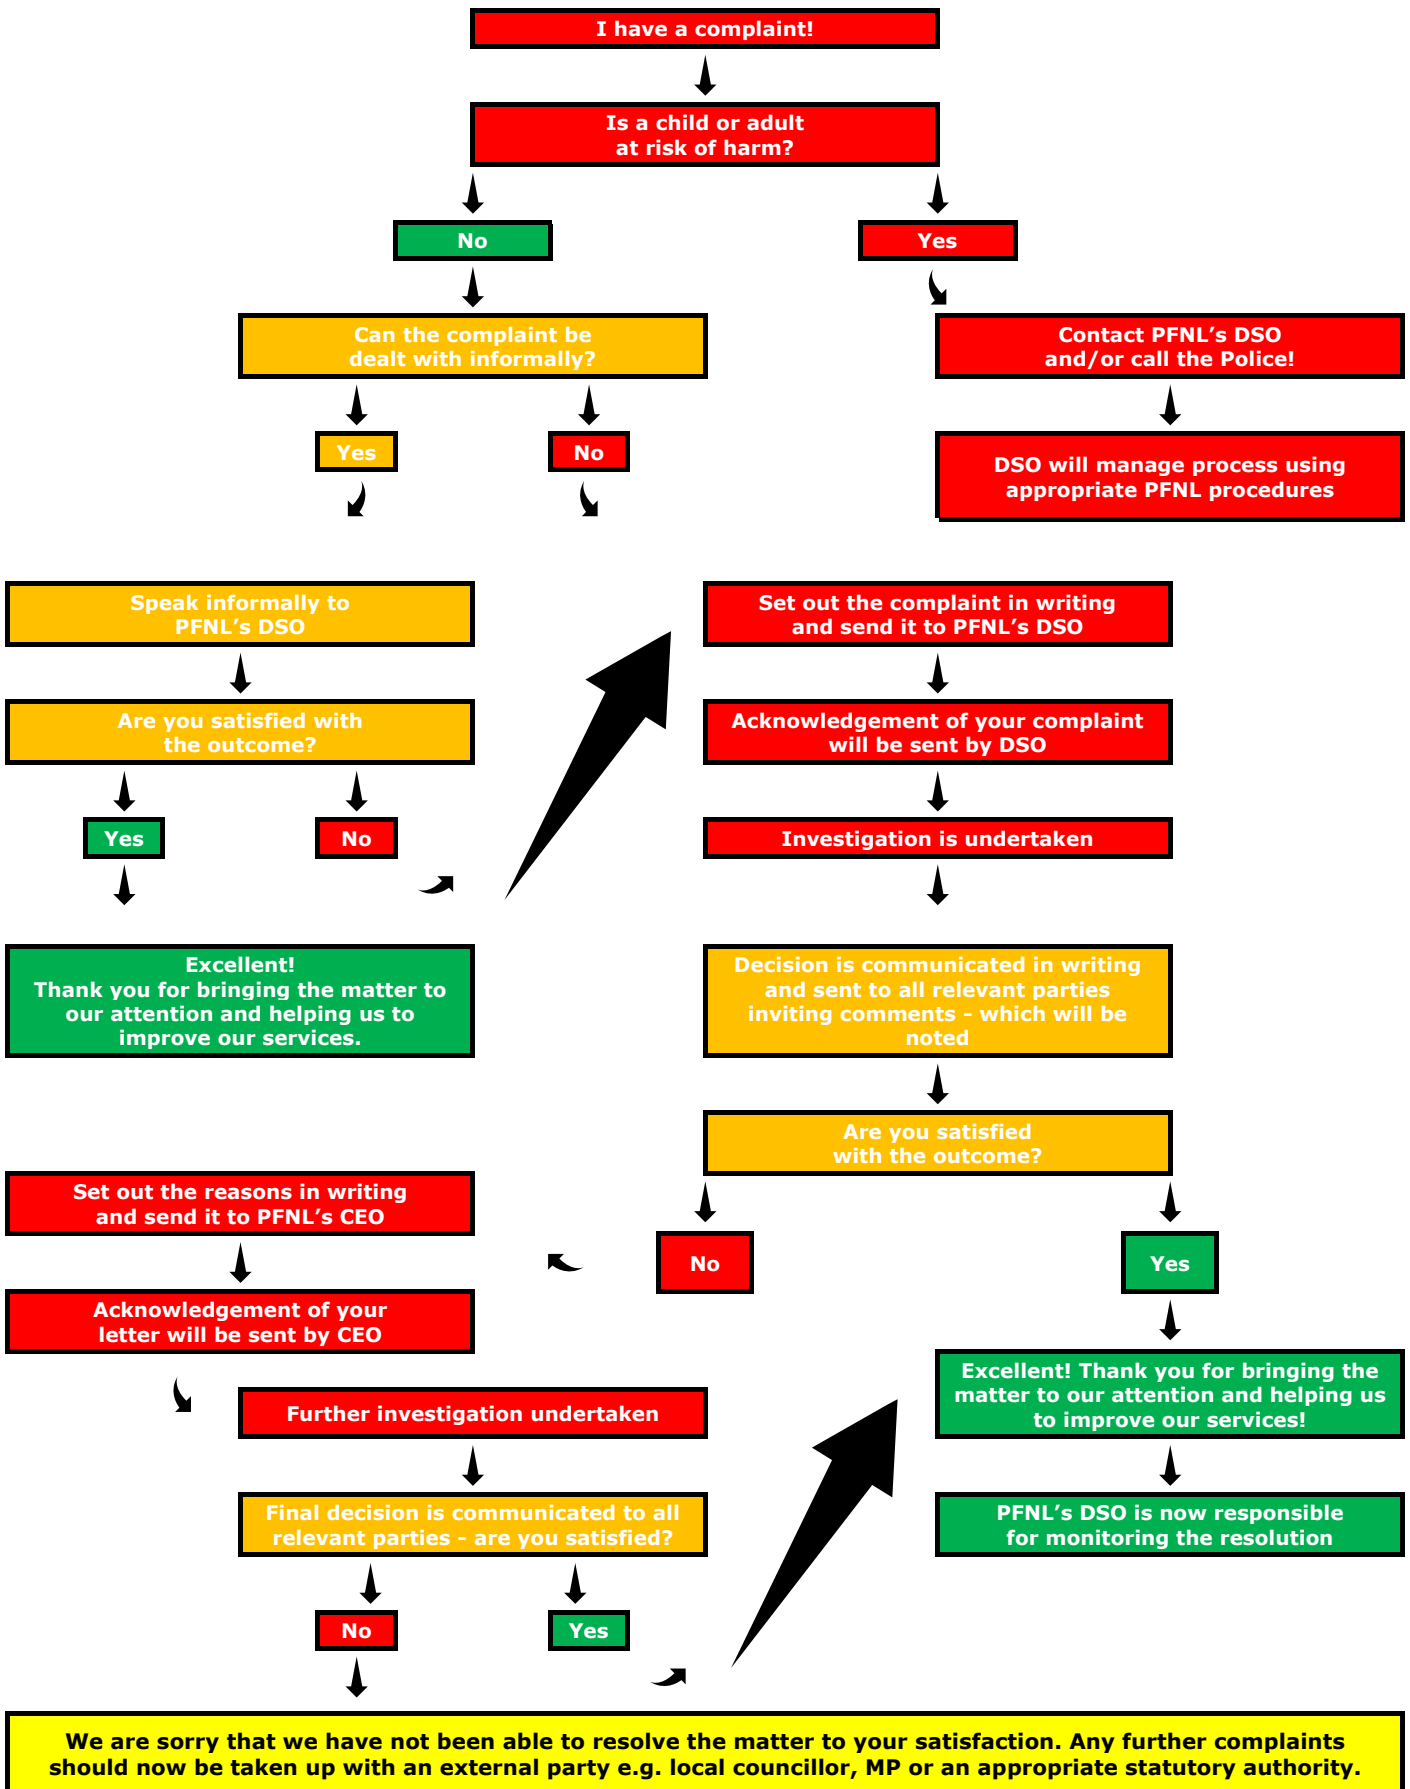 I have a complaint!
Is a child or adult
at risk of harm?
No
Yes
Can the complaint be
dealt with informally?
Contact PFNL’s DSO
and/or call the Police!
Yes
No
DSO will manage process using
appropriate PFNL procedures
Speak informally to
PFNL’s DSO
Are you satisfied with
the outcome?
Yes
No
Excellent!
Thank you for bringing the matter to
our attention and helping us to
improve our services.
Set out the complaint in writing
and send it to PFNL’s DSO
Acknowledgement of your complaint
will be sent by DSO
Investigation is undertaken
Decision is communicated in writing
and sent to all relevant parties
inviting comments – which will be
noted
Are you satisfied
with the outcome?
No
Yes
Set out the reasons in writing
and send it to PFNL’s CEO
Acknowledgement of your
letter will be sent by CEO
Further investigation undertaken
Final decision is communicated to all
relevant parties – are you satisfied?
No
Yes
Excellent! Thank you for bringing the
matter to our attention and helping us
to improve our services!
PFNL’s DSO is now responsible
for monitoring the resolution
We are sorry that we have not been able to resolve the matter to your satisfaction. Any further complaints
should now be taken up with an external party e.g. local councillor, MP or an appropriate statutory authority.